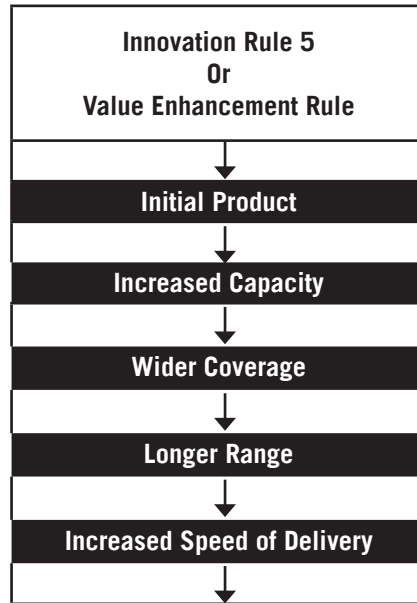 Innovation Rule 5
Or
Value Enhancement Rule
Initial Product
Increased Capacity
Wider Coverage
Longer Range
Increased Speed of Delivery